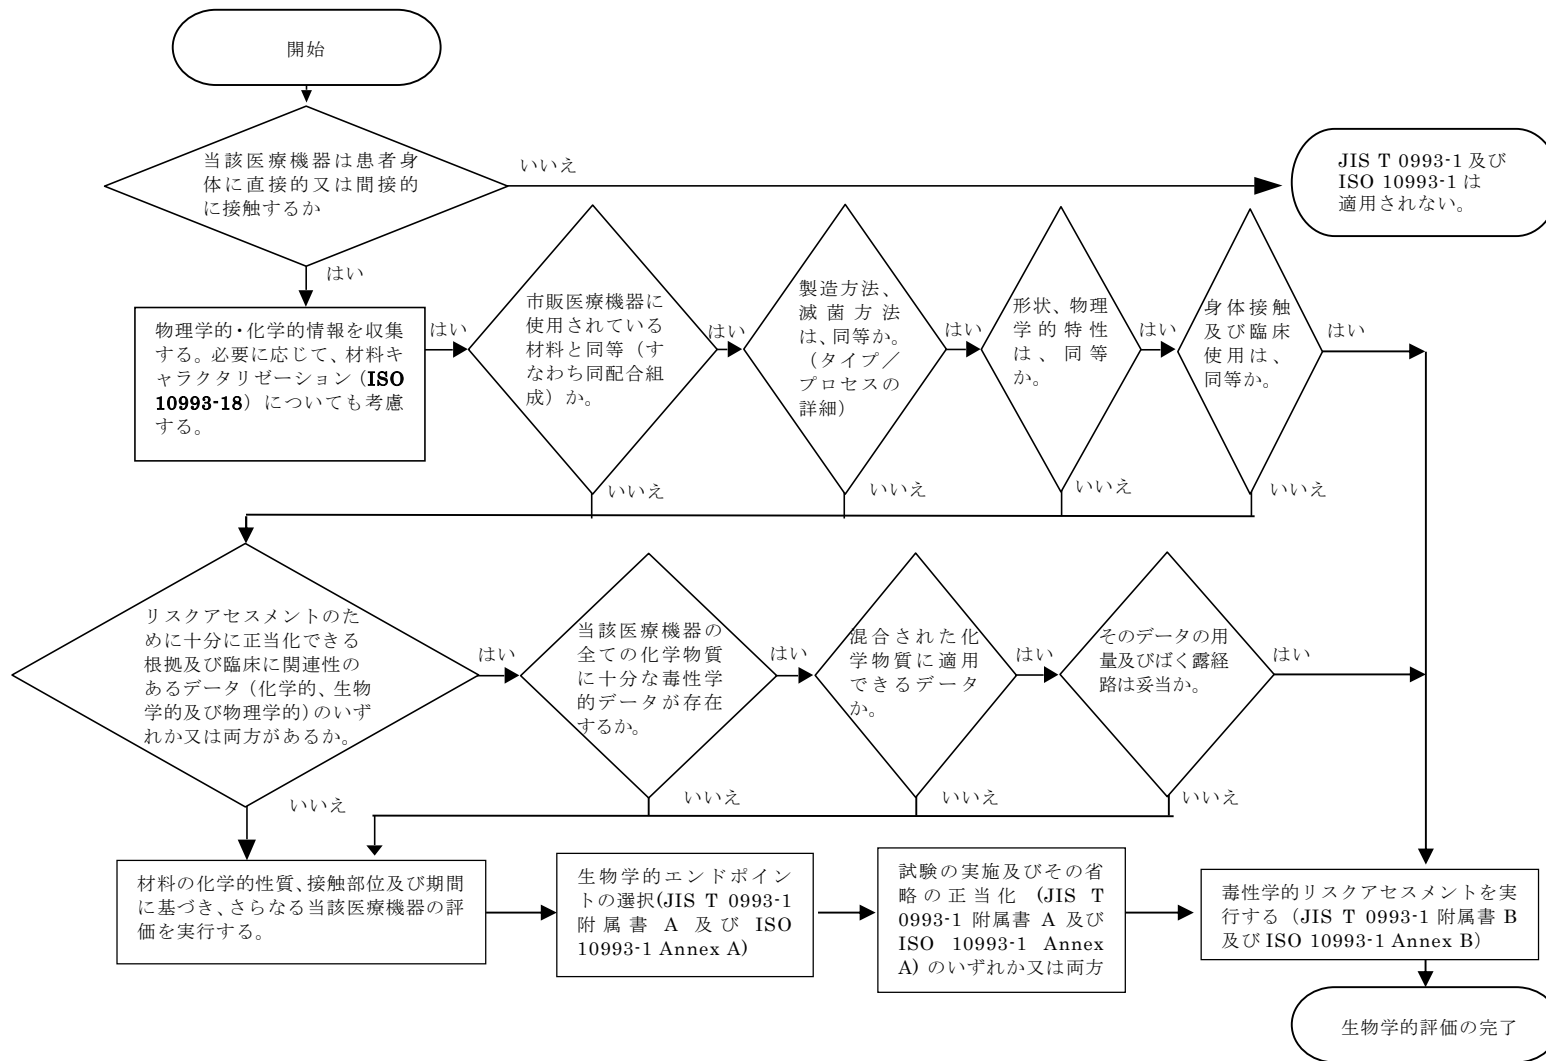 開始
当該医療機器は患者身
体に直接的又は間接的
に接触するか
いいえ
JIS T 0993-1 及び
ISO 10993-1 は
適用されない。
はい
物理学的・化学的情報を収集
する。必要に応じて、材料キ
ャラクタリゼーション（ISO
10993-18）についても考慮
する。
はい
市販医療機器に
使用されている
材料と同等（す
なわち同配合組
成）か。
はい
製造方法、
滅菌方法
は、同等か。
（タイプ／
プロセスの
詳細）
はい
形状、物理
学的特性
は、同等
か。
はい
身体接触
及び臨床
使用は、
同等か。
はい
いいえ
いいえ
いいえ
いいえ
リスクアセスメントのた
めに十分に正当化できる
根拠及び臨床に関連性の
あるデータ（化学的、生物
学的及び物理学的）のいず
れか又は両方があるか。
はい
当該医療機器の
全ての化学物質
に十分な毒性学
的データが存在
するか。
はい
混合された化
学物質に適用
できるデータ
か。
はい
そのデータの用
量及びばく露経
路は妥当か。
はい
いいえ
いいえ
いいえ
いいえ
材料の化学的性質、接触部位及び期間
に基づき、さらなる当該医療機器の評
価を実行する。
生物学的エンドポイン
トの選択(JIS T 0993-1
附属書 A 及び ISO
10993-1 Annex A)
試験の実施及びその省
略の正当化 (JIS T
0993-1 附属書 A 及び
ISO 10993-1 Annex
A) のいずれか又は両方
毒性学的リスクアセスメントを実
行する（JIS T 0993-1 附属書 B
及び ISO 10993-1 Annex B）
生物学的評価の完了